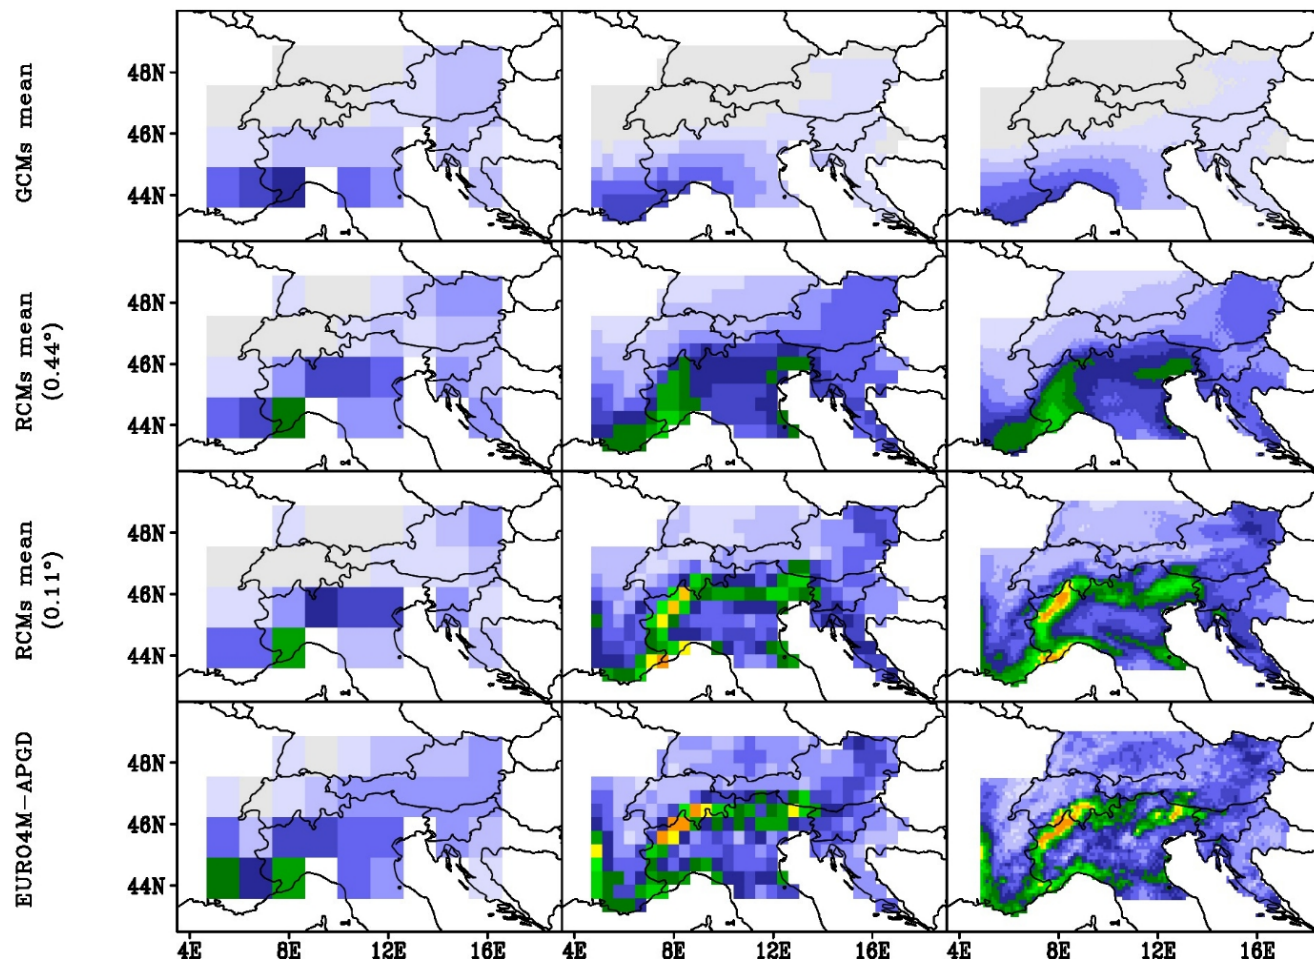 GCMs mean
48N
46N
44N
RCMs mean
(0.44°)
48N
46N
44N
RCMs mean
(0.11°)
48N
46N
44N
EURO4M-APGD
48N
46N
44N
4E 8E 12E 16E 4E 8E 12E 16E 4E 8E 12E 16E